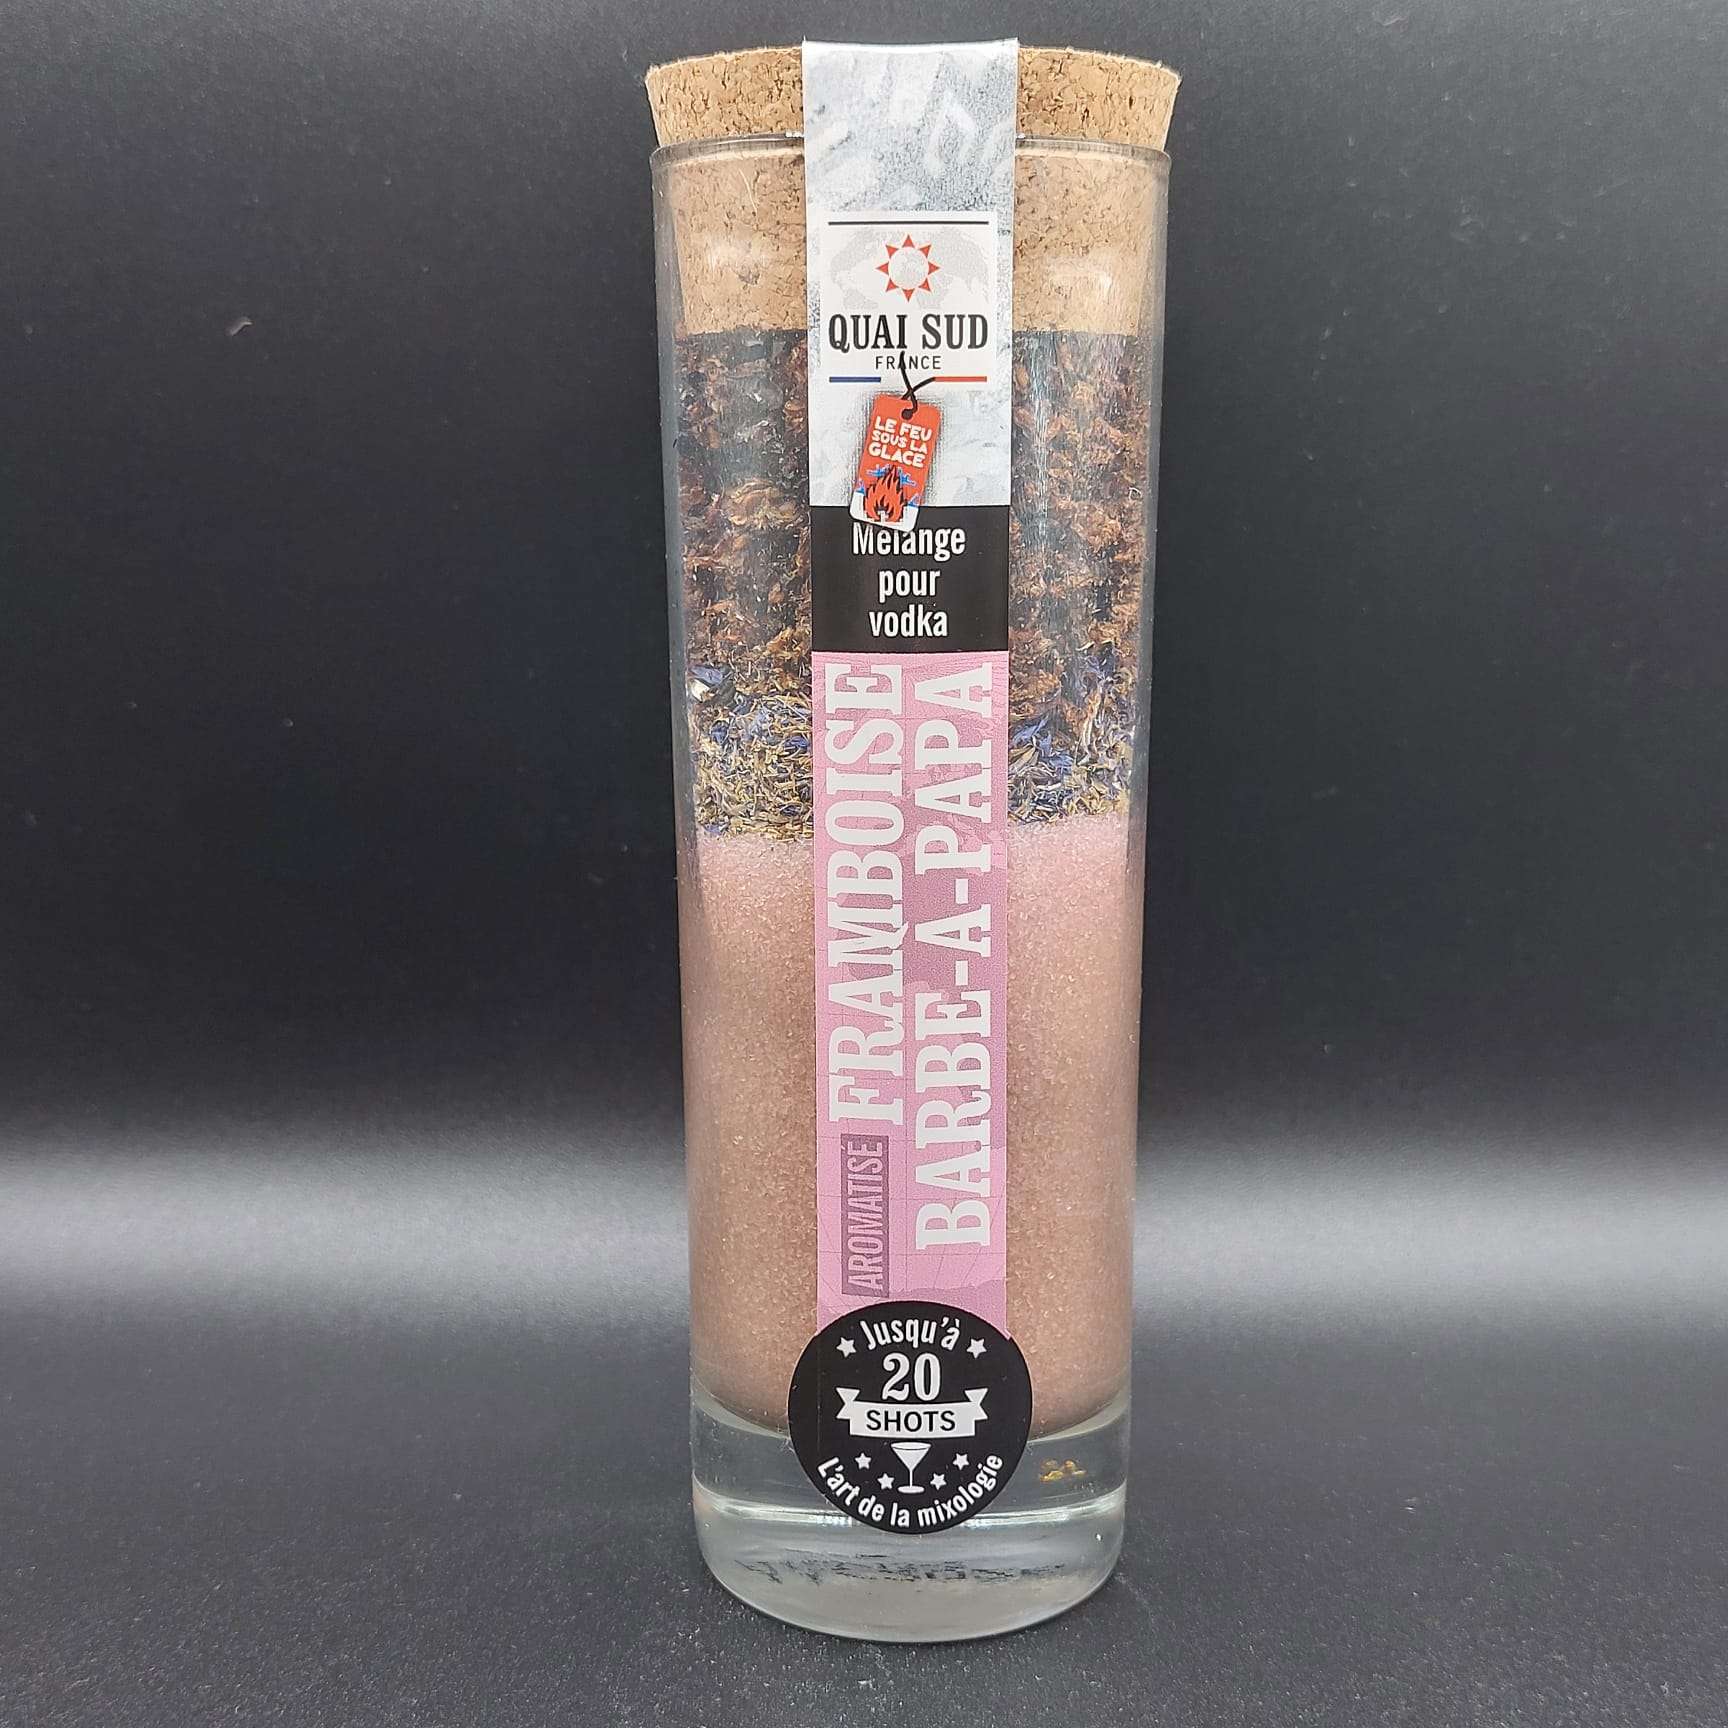 QUAI SUD
FRANCE
LE FEU
SOUS LA
GLACE
Mélange
pour
vodka
AROMATISÉ FRAMBOISE
BARBE-A-PAPA
Jusqu'à
20
SHOTS
L'art de la mixologie